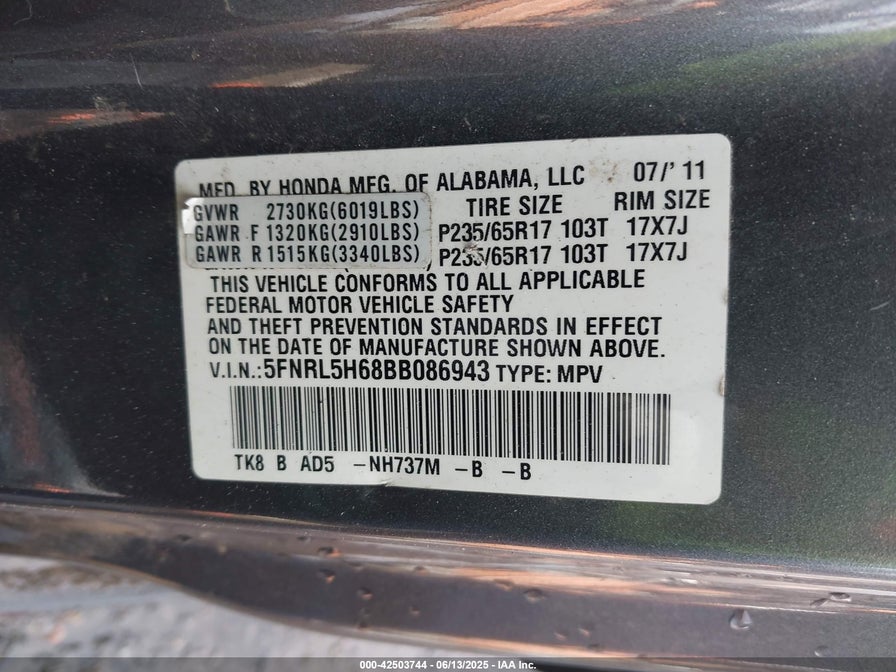 MFD. BY HONDA MFG. OF ALABAMA, LLC 07/'11
GVWR 2730KG(6019LBS) TIRE SIZE RIM SIZE
GAWR F 1320KG(2910LBS) P235/65R17 103T 17X7J
GAWR R 1515KG(3340LBS) P235/65R17 103T 17X7J
THIS VEHICLE CONFORMS TO ALL APPLICABLE
FEDERAL MOTOR VEHICLE SAFETY
AND THEFT PREVENTION STANDARDS IN EFFECT
ON THE DATE OF MANUFACTURE SHOWN ABOVE.
V.I.N.:5FNRL5H68BB086943 TYPE: MPV
TK8 B AD5 -NH737M -B -B
000-42503744 - 06/13/2025 - IAA Inc.